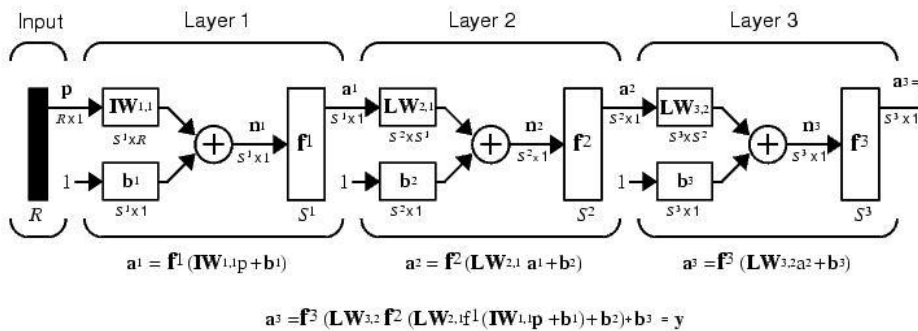 Input Layer 1 Layer 2 Layer 3
p a¹ a² a³ =
IW1,1 LW2,1 LW3,2
R x 1 S¹ x 1 S² x 1 S³ x 1
n1 n2 n3
S¹ x R f¹ S² x S¹ f² S³ x S² f³
S¹ x 1 S² x 1 S³ x 1
1 b¹ 1 b2 1 b3
S¹ x 1 S² x 1 S³ x 1
R S¹ S² S³
a¹ = f¹ (IW1,1p + b¹) a2 = f² (LW2,1 a1 + b2) a3 = f³ (LW3,2a2 + b3)
a3 = f³ (LW3,2 f² (LW2,1f¹(IW1,1p + b1) + b2) + b3 = y